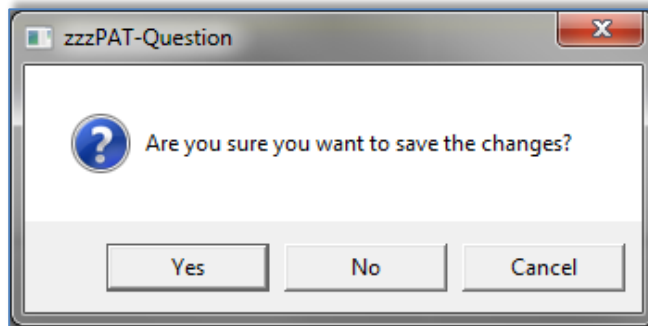 zzzPAT-Question
Are you sure you want to save the changes?
Yes No Cancel